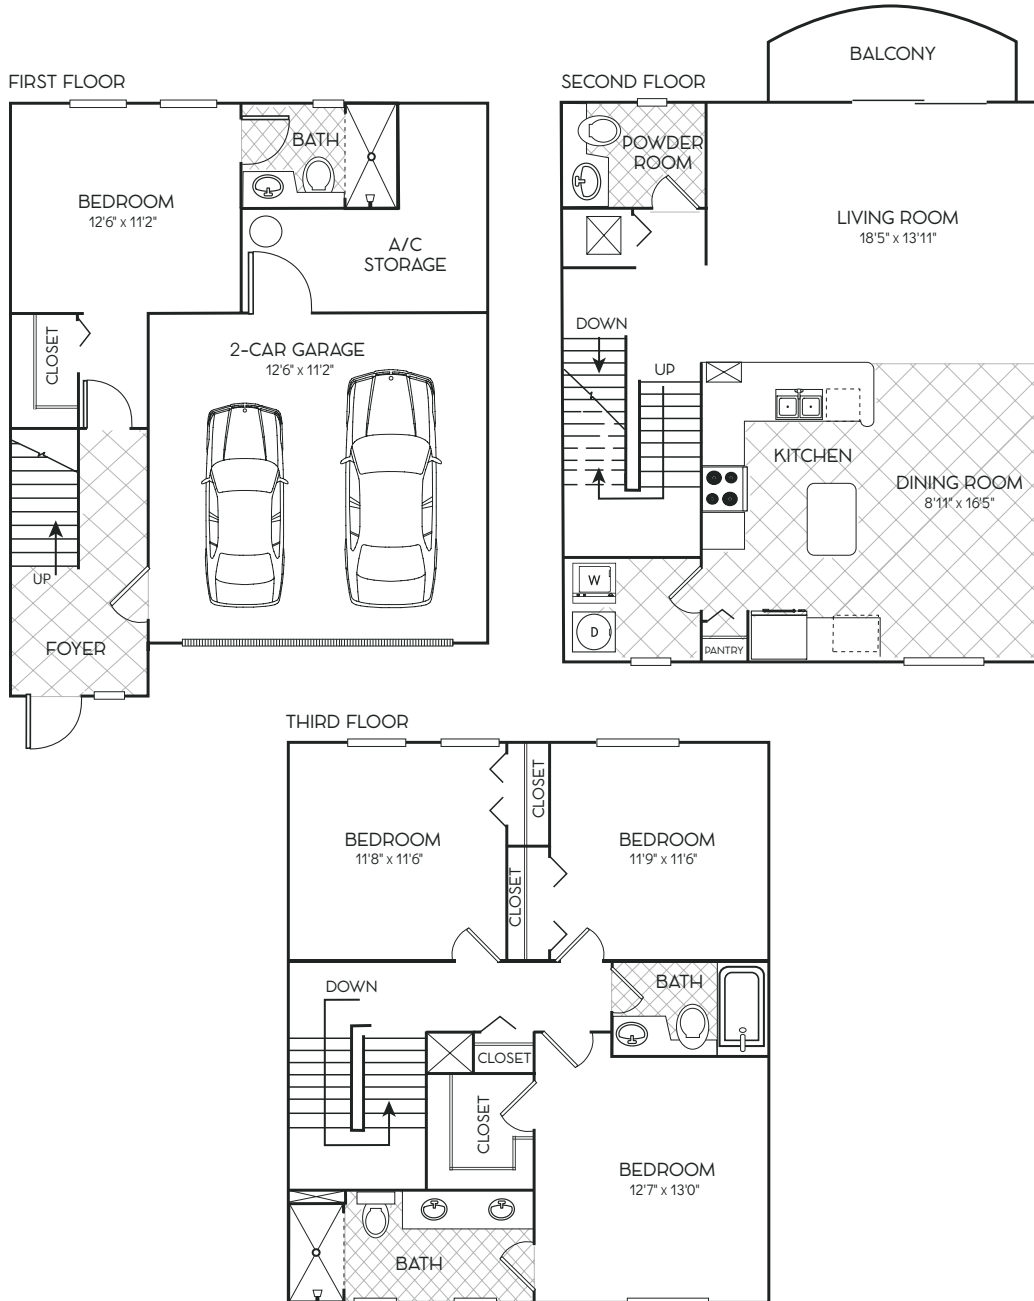 FIRST FLOOR
BATH
BEDROOM
12'6" x 11'2"
A/C
STORAGE
CLOSET
2-CAR GARAGE
12'6" x 11'2"
UP
FOYER
SECOND FLOOR
BALCONY
POWDER
ROOM
LIVING ROOM
18'5" x 13'11"
DOWN
UP
KITCHEN
DINING ROOM
8'11" x 16'5"
W
D
PANTRY
THIRD FLOOR
CLOSET
BEDROOM
11'8" x 11'6"
BEDROOM
11'9" x 11'6"
CLOSET
DOWN
BATH
CLOSET
CLOSET
BEDROOM
12'7" x 13'0"
BATH